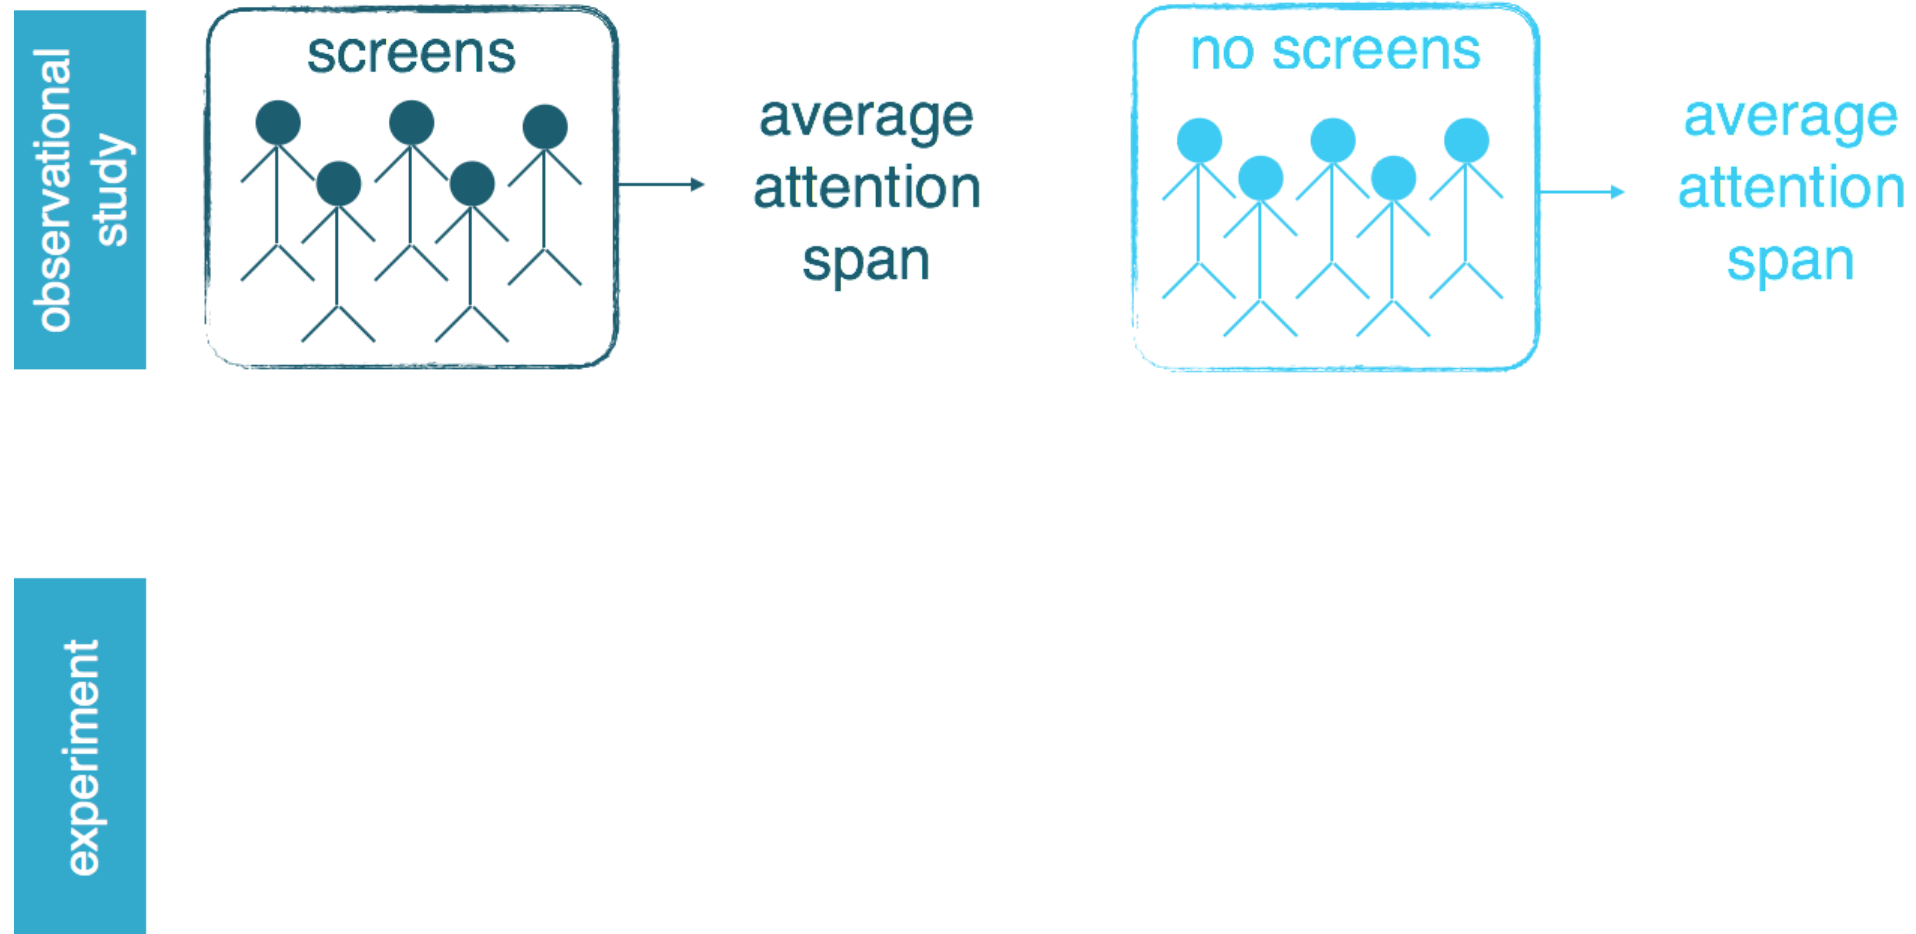 observational
study
screens
average
attention
span
no screens
average
attention
span
experiment